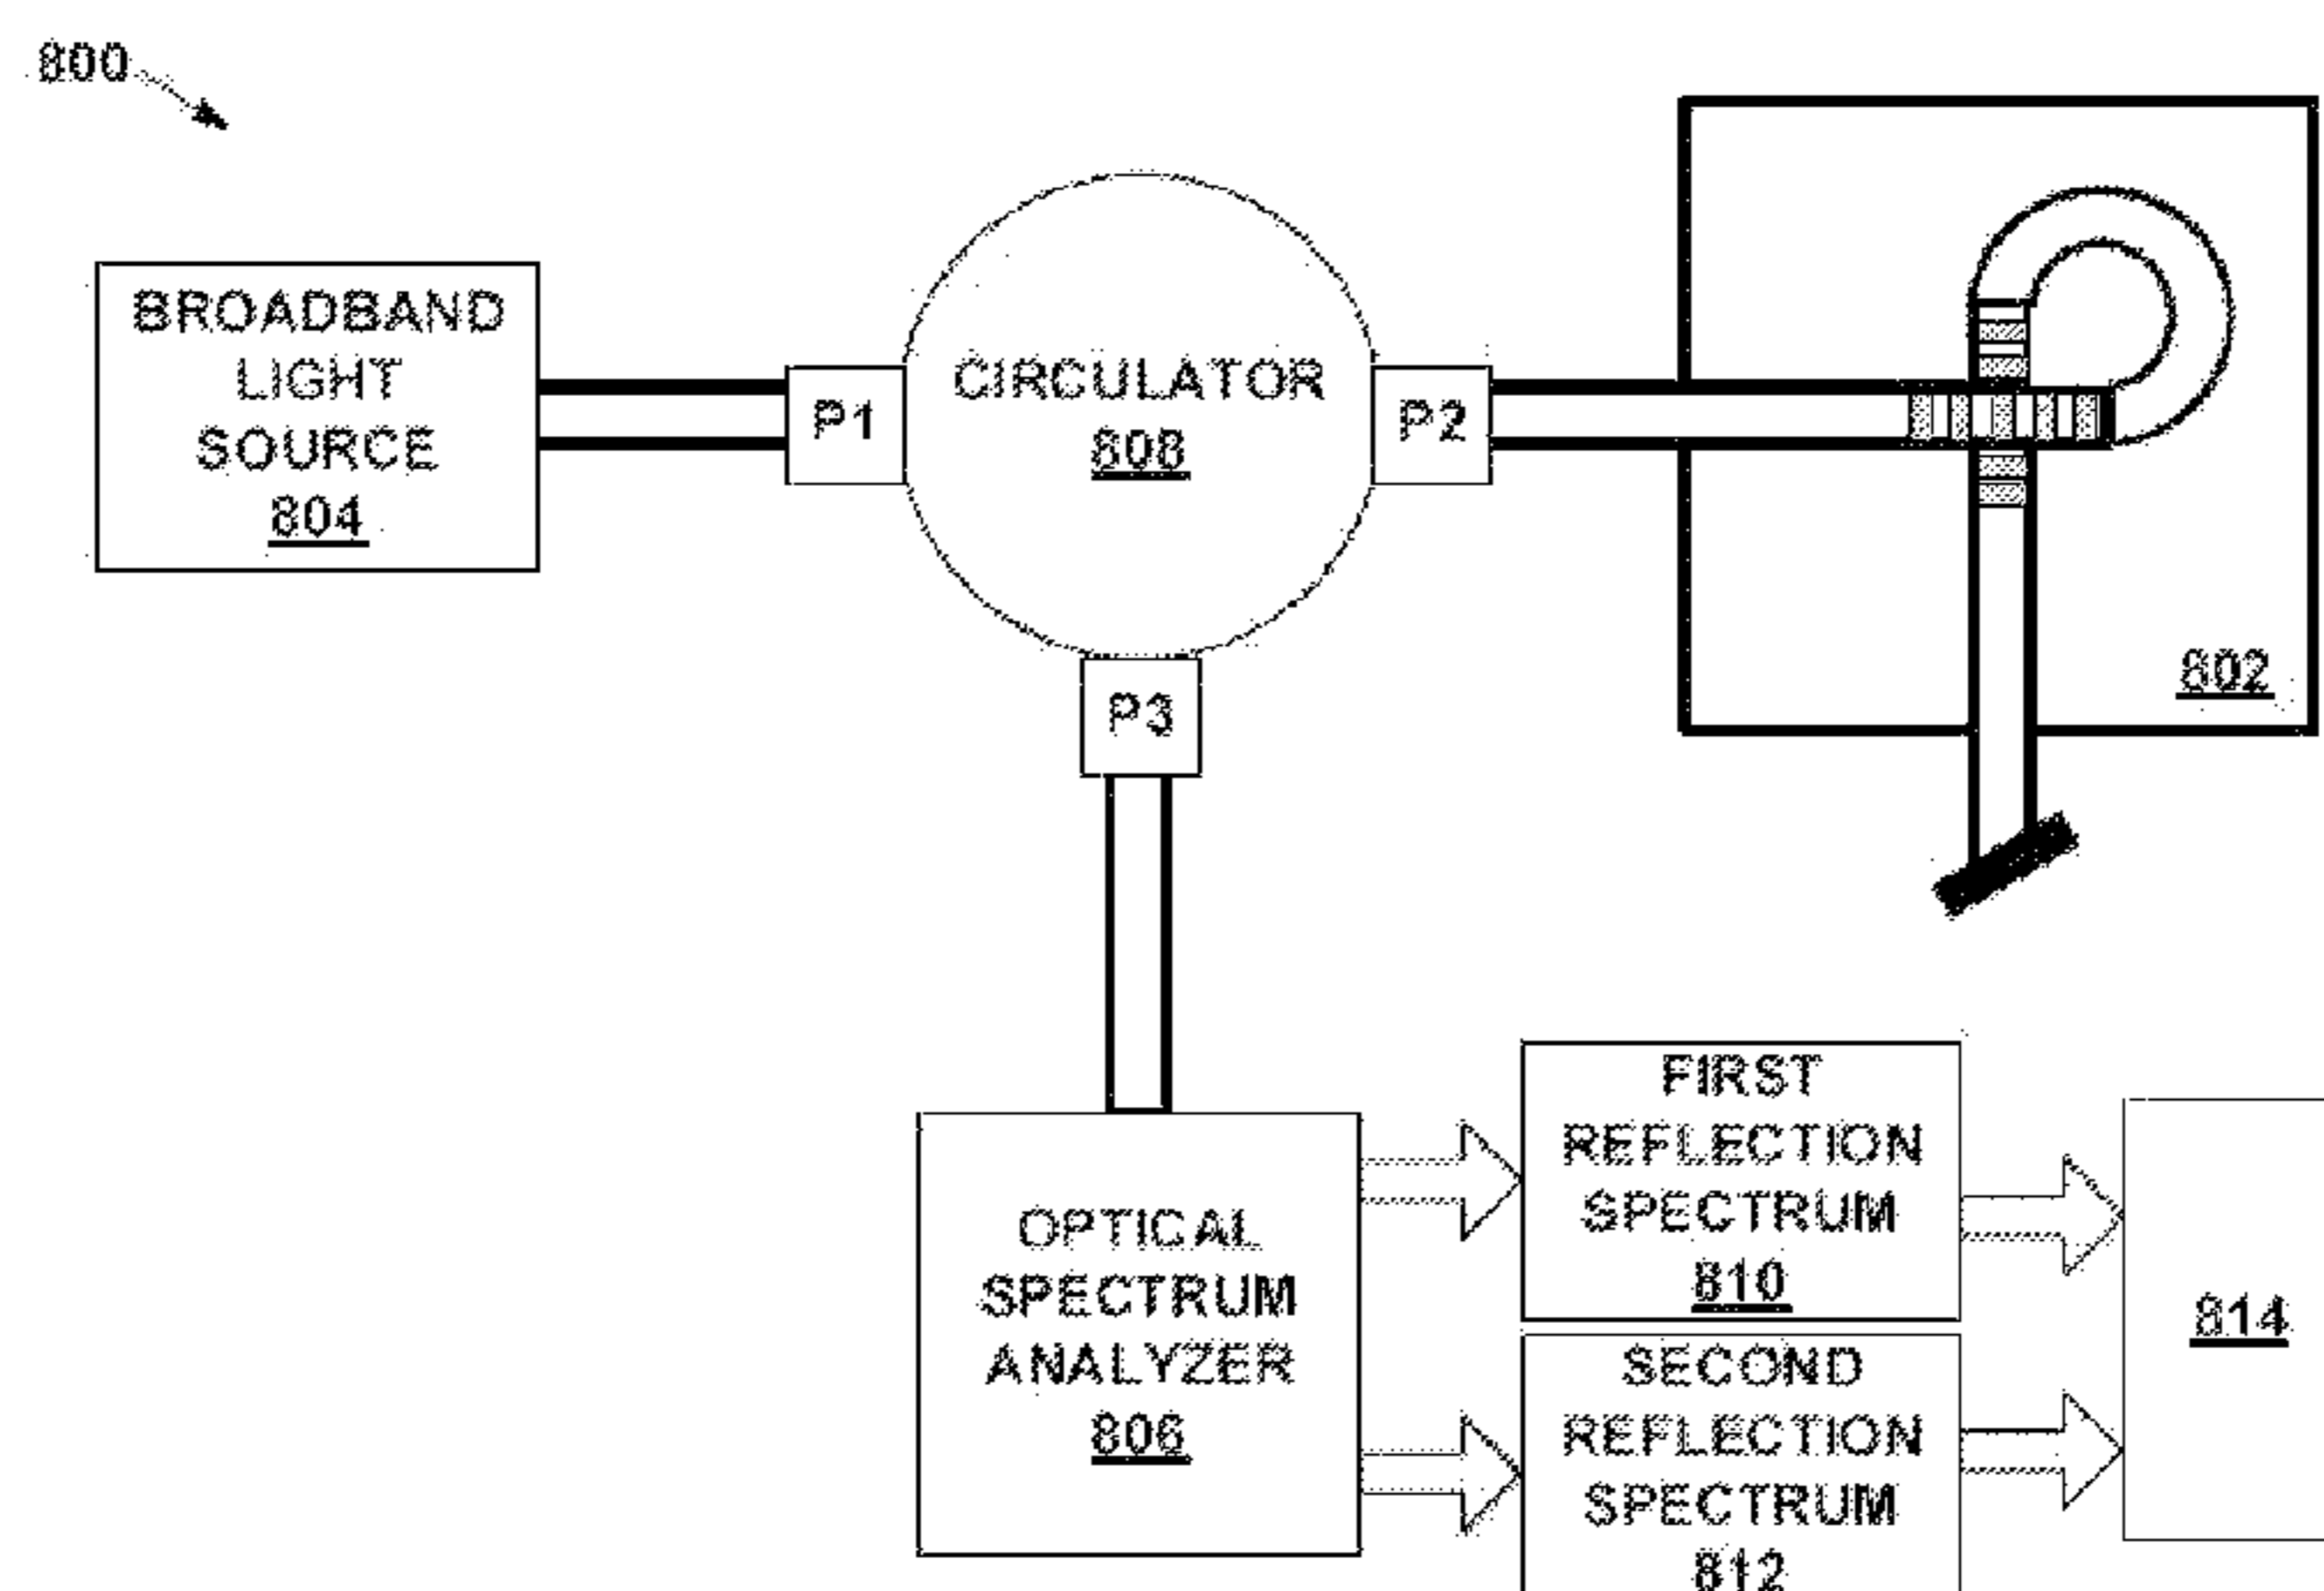 800
BROADBAND
LIGHT
SOURCE
804
P1
CIRCULATOR
808
P2
P3
802
OPTICAL
SPECTRUM
ANALYZER
806
FIRST
REFLECTION
SPECTRUM
810
SECOND
REFLECTION
SPECTRUM
812
814